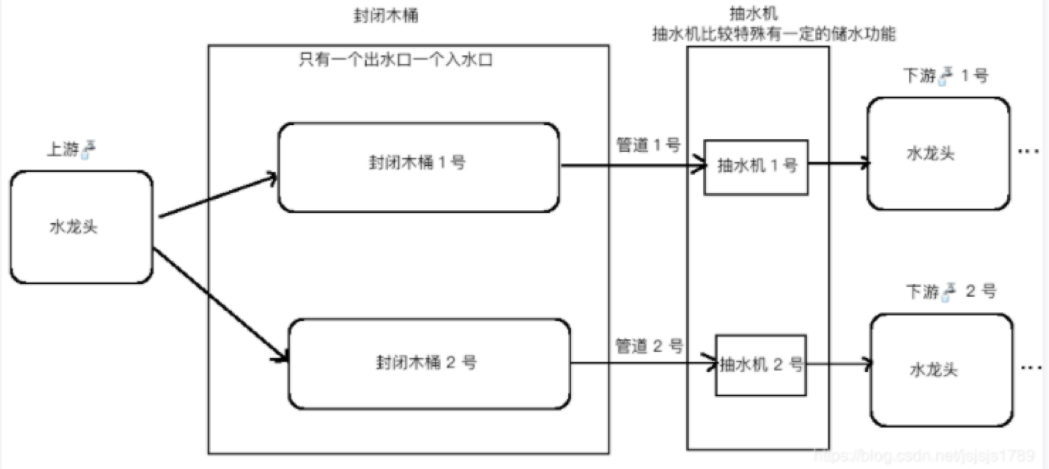 封闭木桶
抽水机
抽水机比较特殊有一定的储水功能
只有一个出水口一个入水口
下游 1号
上游
管道1号
封闭木桶1号
抽水机1号
水龙头
...
水龙头
下游 2 号
管道 2 号
封闭木桶 2 号
抽水机 2 号
水龙头
...
https://blog.csdn.net/jsjsjs1789